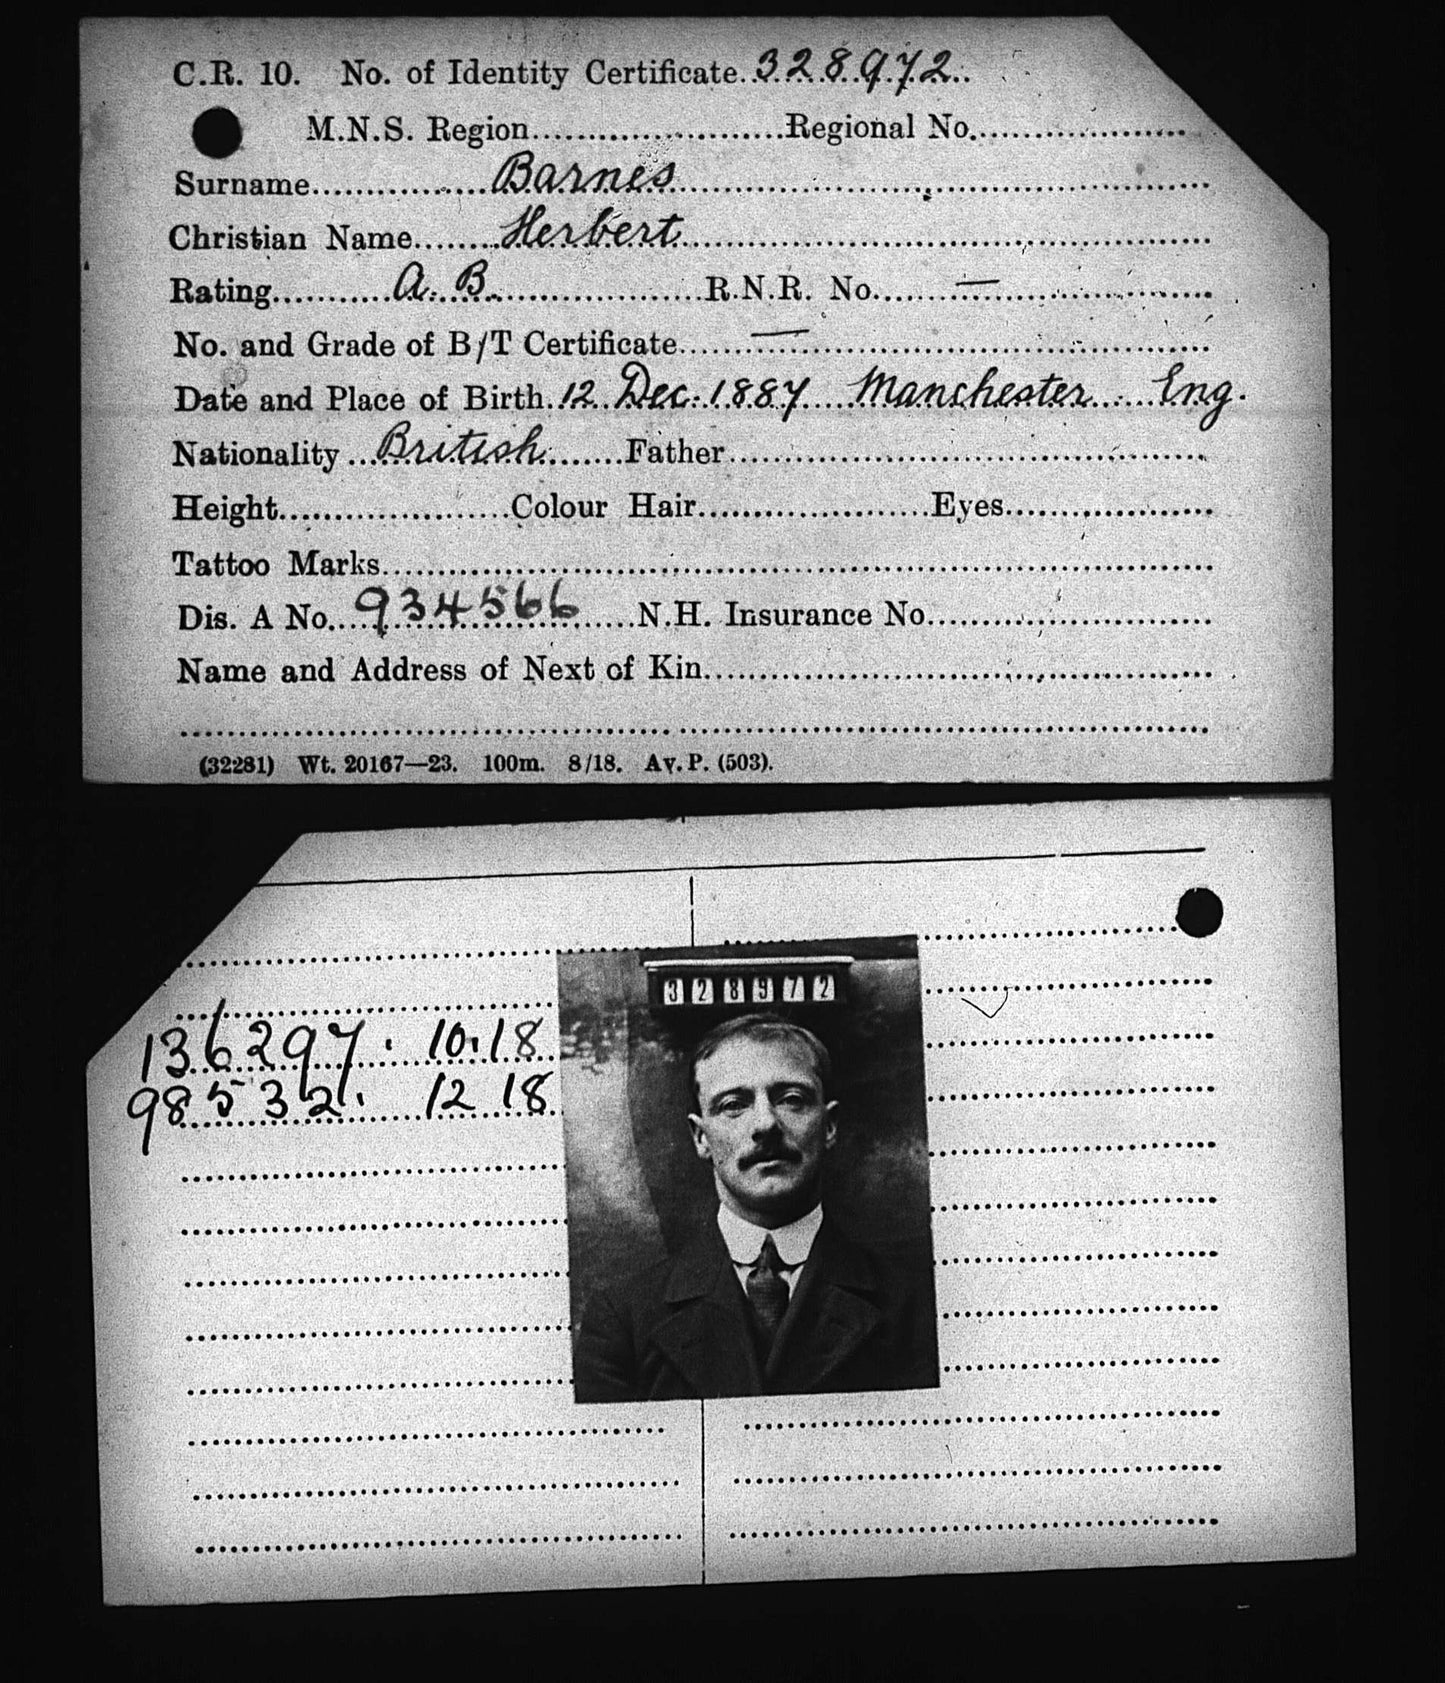 C.R. 10. No. of Identity Certificate. 328972
M.N.S. Region.......................Regional No....................
Surname................Barnes
Christian Name........Herbert
Rating...........A. B.....................R.N.R. No........—
No. and Grade of B/T Certificate.......—
Date and Place of Birth. 12 Dec. 1887 Manchester Eng.
Nationality ...British.......Father
Height.....................Colour Hair.....................Eyes...................
Tattoo Marks
Dis. A No....934566......N.H. Insurance No.
Name and Address of Next of Kin
(32281) Wt. 20167—23. 100m. 8/18. Av. P. (503).
328972
136297. 10.18
985321. 12 18